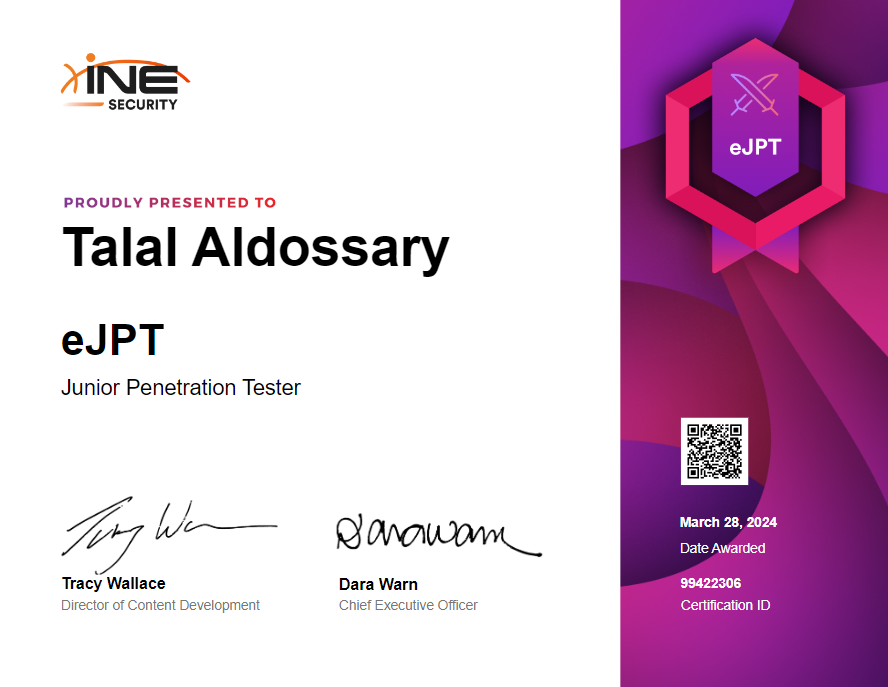 iNE
SECURITY
PROUDLY PRESENTED TO
Talal Aldossary
eJPT
Junior Penetration Tester
Tracy Wallace
Director of Content Development
Dara Warn
Chief Executive Officer
eJPT
March 28, 2024
Date Awarded
99422306
Certification ID